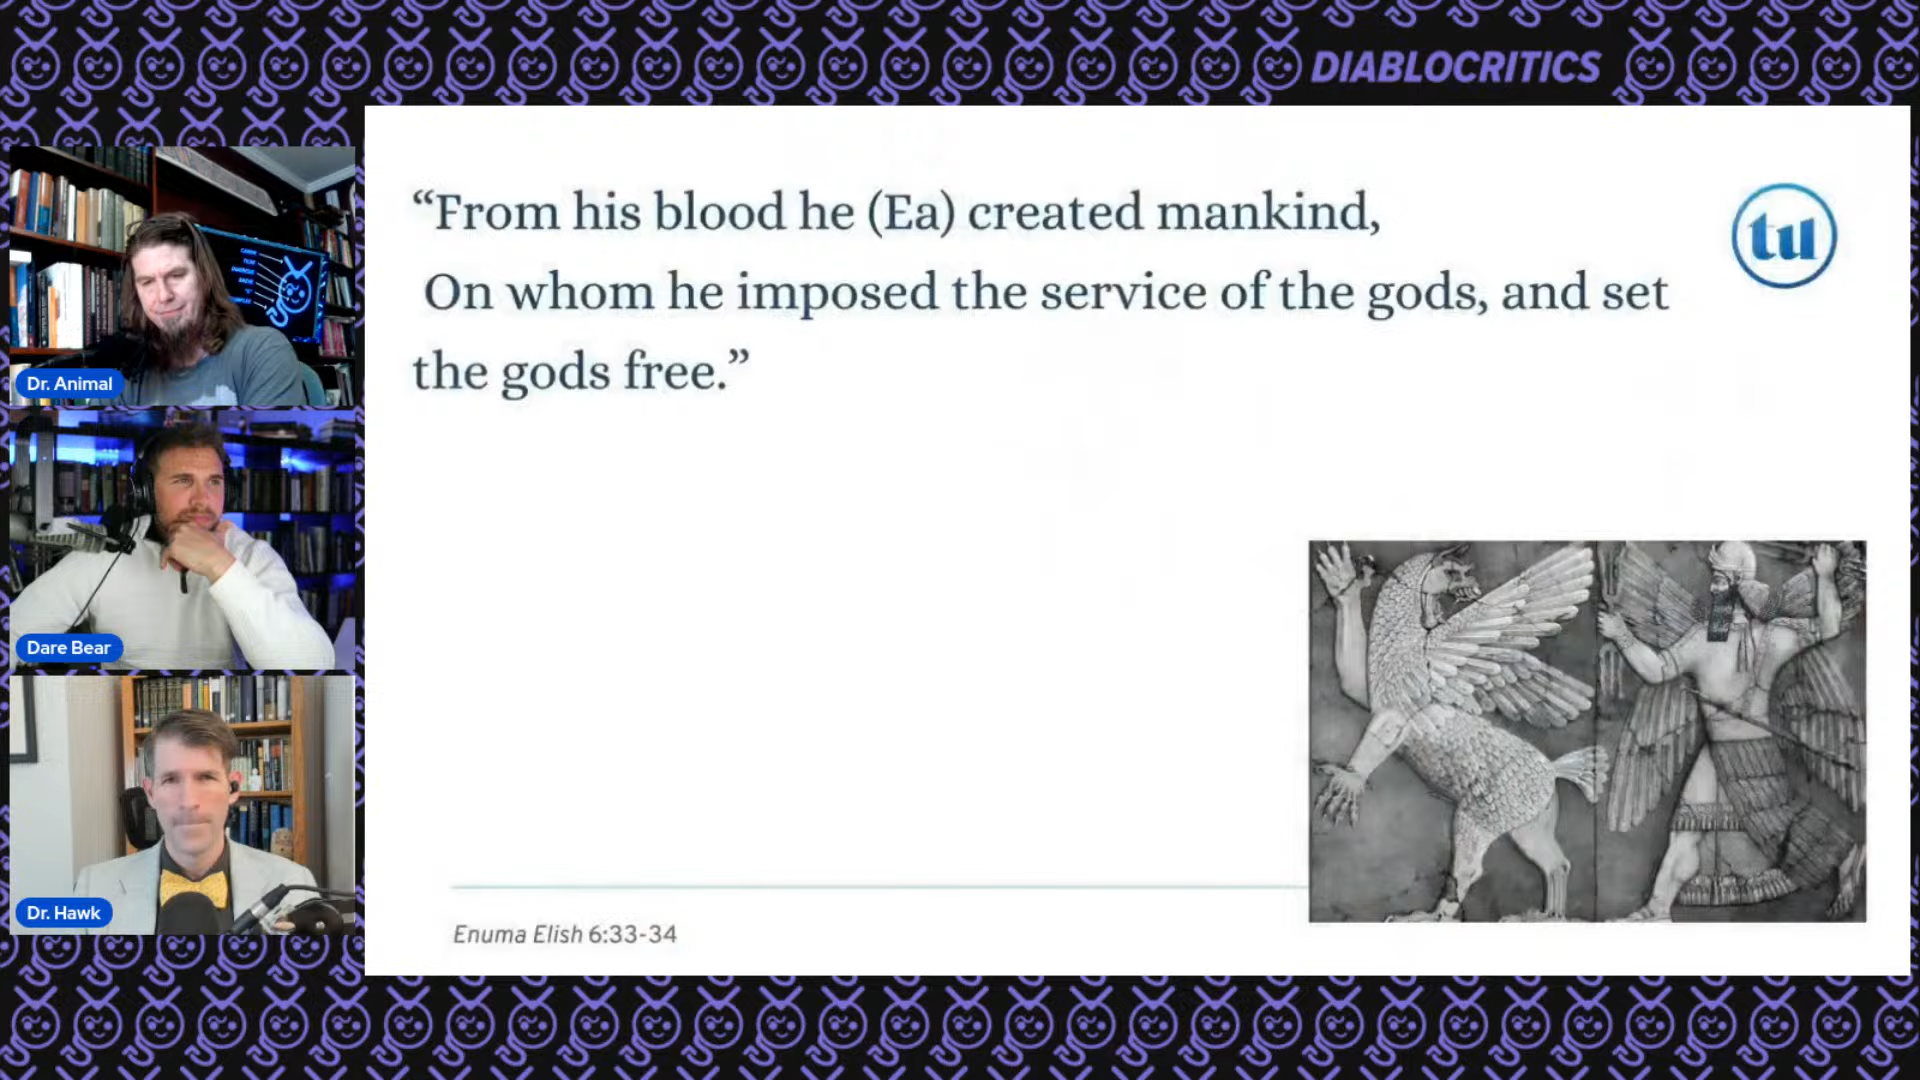 DIABLOCRITICS
“From his blood he (Ea) created mankind,
On whom he imposed the service of the gods, and set
the gods free.”
tu
Dr. Animal
Dare Bear
Dr. Hawk
Enuma Elish 6:33-34